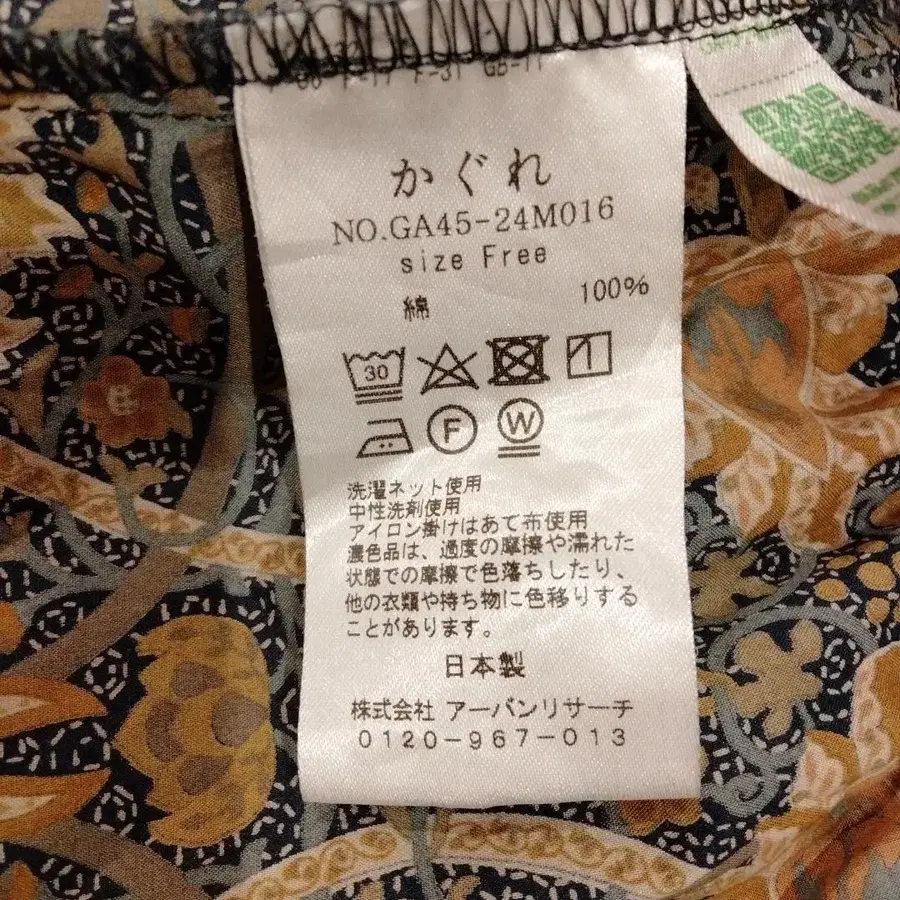 かぐれ
NO.GA45-24M016
size Free
綿 100%
30
F
W
洗濯ネット使用
中性洗剤使用
アイロン掛けはあて布使用
濃色品は、過度の摩擦や濡れた
状態での摩擦で色落ちしたり、
他の衣類や持ち物に色移りする
ことがあります。
日本製
株式会社 アーバンリサーチ
0120-967-013